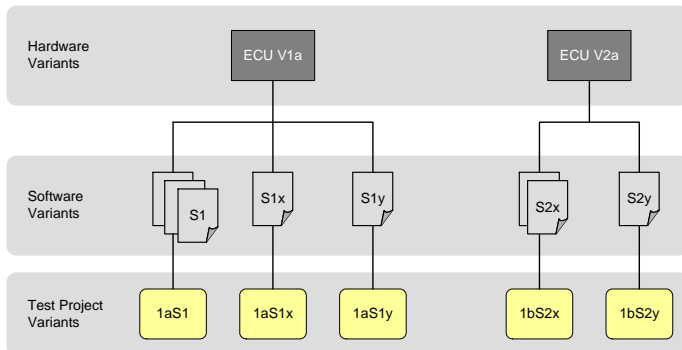 Hardware
Variants
ECU V1a
ECU V2a
Software
Variants
S1
S1x
S1y
S2x
S2y
Test Project
Variants
1aS1
1aS1x
1aS1y
1bS2x
1bS2y